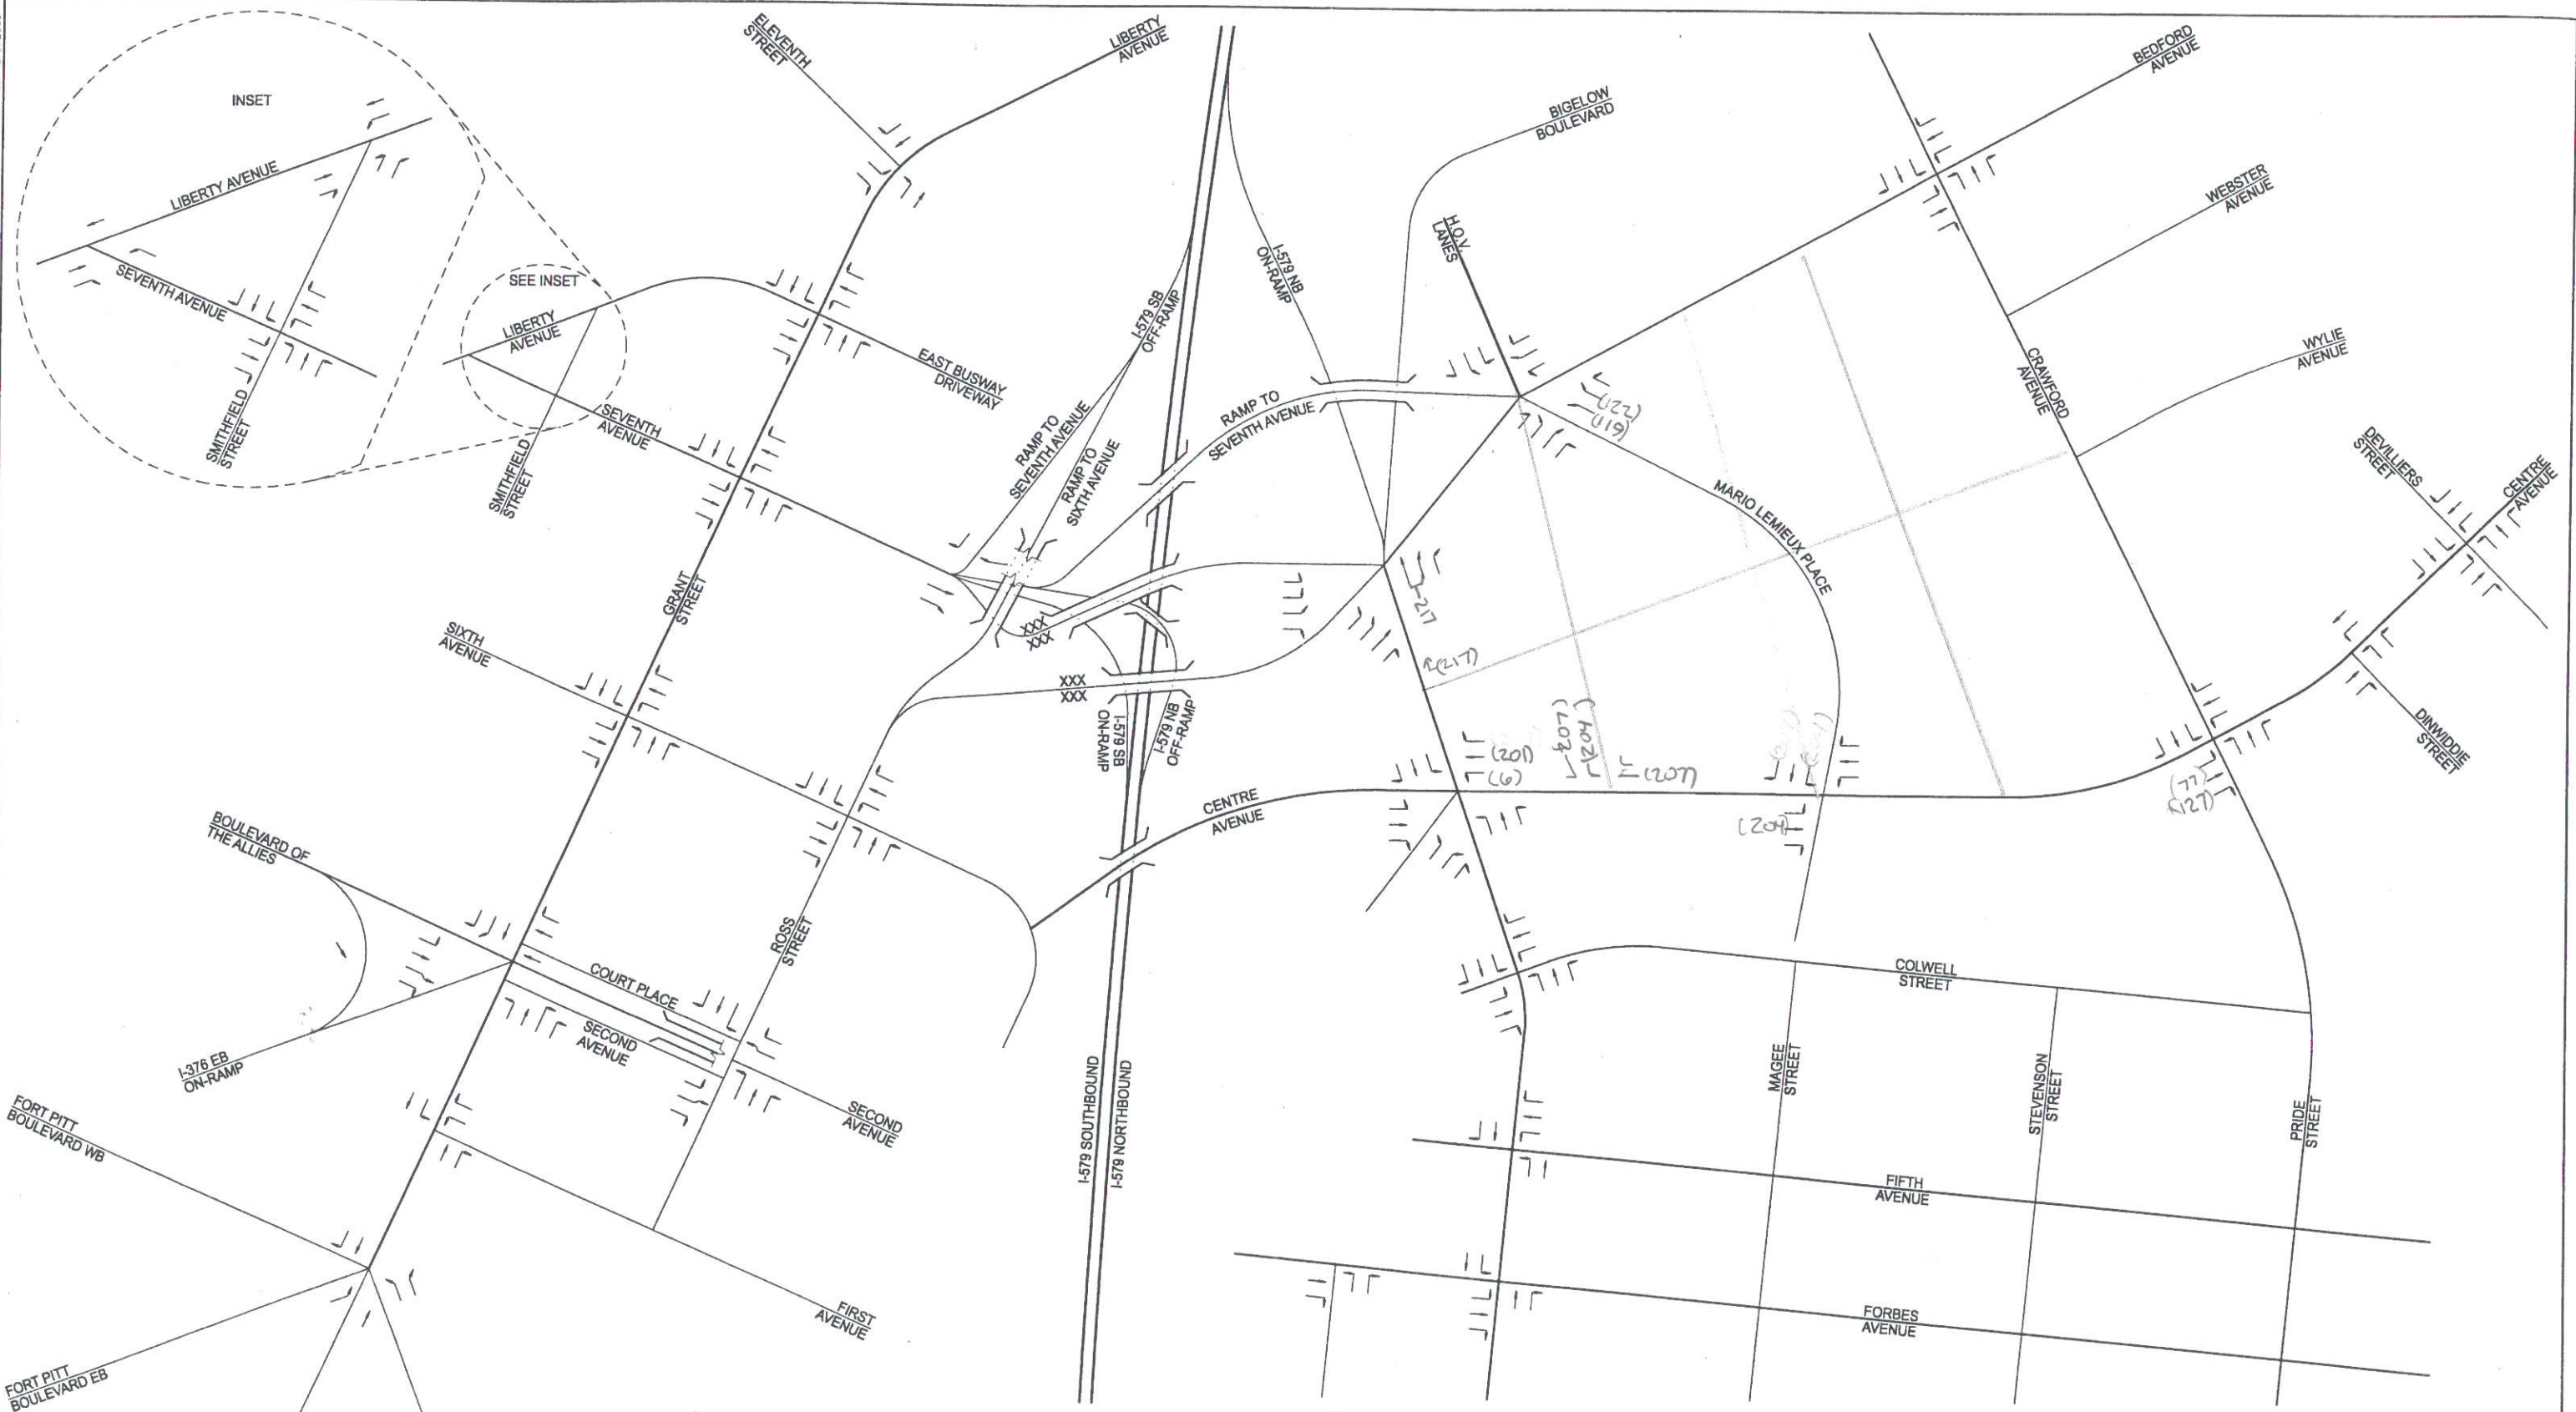 INSET
LIBERTY AVENUE
SEVENTH AVENUE
SMITHFIELD
STREET
SEE INSET
LIBERTY
AVENUE
SMITHFIELD
STREET
SEVENTH
AVENUE
ELEVENTH
STREET
LIBERTY
AVENUE
EAST BUSWAY
DRIVEWAY
GRANT
STREET
SIXTH
AVENUE
I-579 SB
OFF-RAMP
RAMP TO
SEVENTH AVENUE
RAMP TO
SIXTH AVENUE
RAMP TO
SEVENTH AVENUE
I-579 NB
ON-RAMP
BIGELOW
BOULEVARD
H.O.V.
LANES
BEDFORD
AVENUE
WEBSTER
AVENUE
WYLIE
AVENUE
CRAWFORD
AVENUE
DEVILLIERS
STREET
CENTRE
AVENUE
DINWIDDIE
STREET
MARIO LEMIEUX PLACE
(122)
(119)
217
(217)
(201)
(6)
207
(204)
(207)
(204)
(77)
(127)
XXX
XXX
XXX
XXX
I-579 SB
ON-RAMP
I-579 NB
OFF-RAMP
CENTRE
AVENUE
BOULEVARD OF
THE ALLIES
ROSS
STREET
COURT PLACE
SECOND
AVENUE
SECOND
AVENUE
I-376 EB
ON-RAMP
FORT PITT
BOULEVARD WB
FORT PITT
BOULEVARD EB
FIRST
AVENUE
I-579 SOUTHBOUND
I-579 NORTHBOUND
COLWELL
STREET
MAGEE
STREET
STEVENSON
STREET
PRIDE
STREET
FIFTH
AVENUE
FORBES
AVENUE